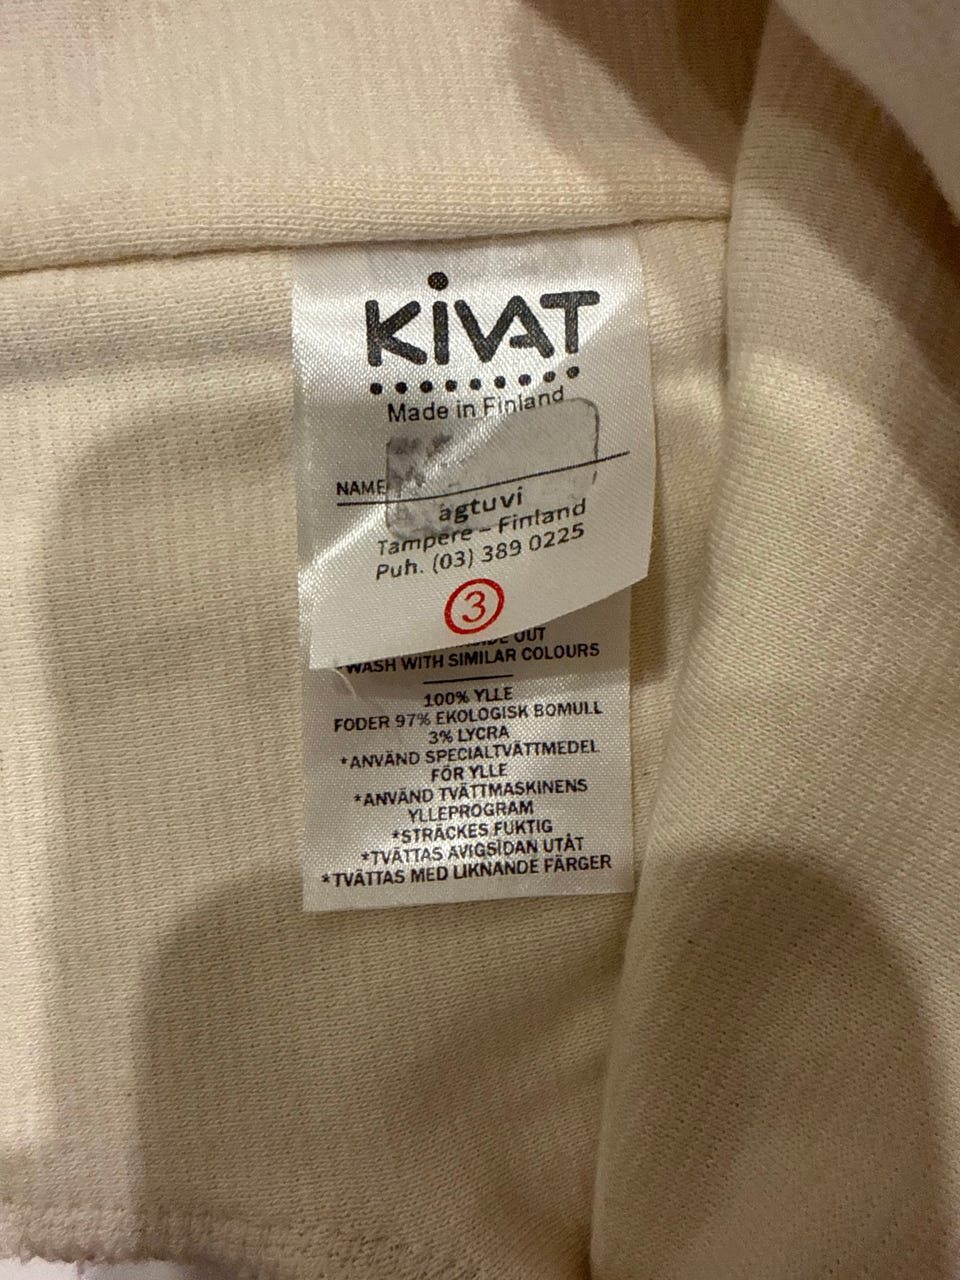 KIVAT
Made in Finland
NAME
agtuvi
Tampere – Finland
Puh. (03) 389 0225
3
OUT
*WASH WITH SIMILAR COLOURS
100% YLLE
FODER 97% EKOLOGISK BOMULL
3% LYCRA
*ANVÄND SPECIALTVÄTTMEDEL
FÖR YLLE
*ANVÄND TVÄTTMASKINENS
YLLEPROGRAM
*STRÄCKES FUKTIG
*TVÄTTAS AVIGSIDAN UTÅT
*TVÄTTAS MED LIKNANDE FÄRGER